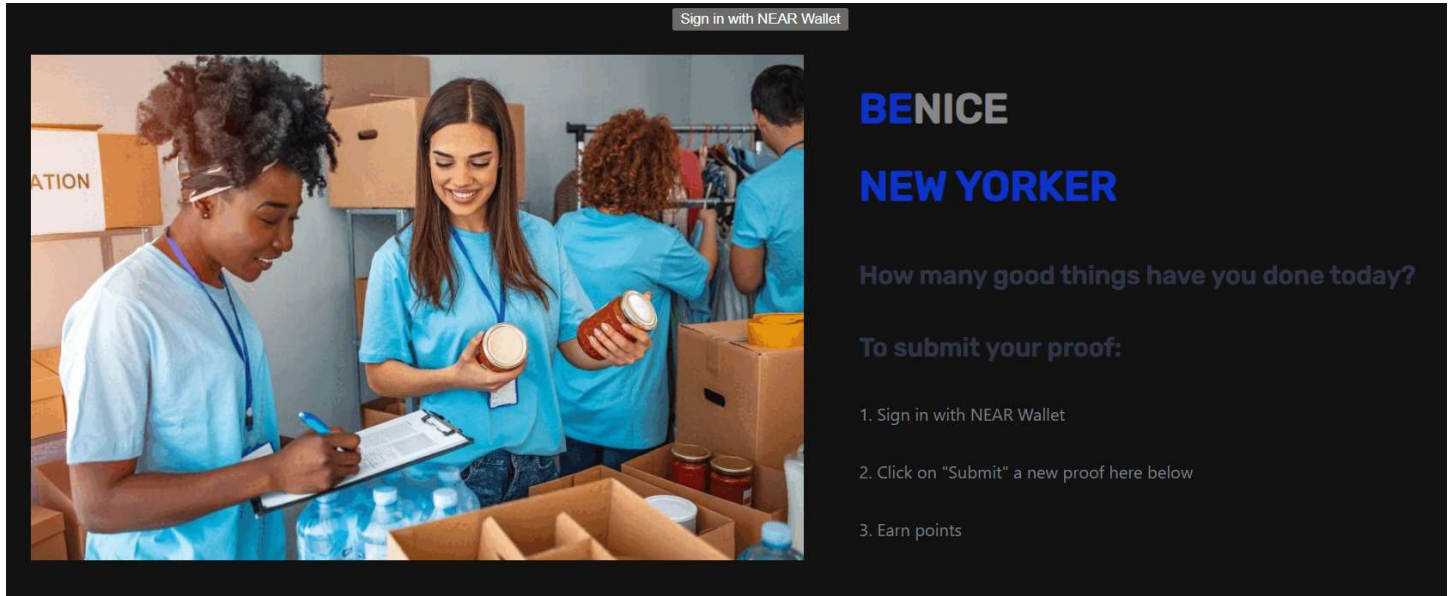 Sign in with NEAR Wallet
ATION
BENICE
NEW YORKER
How many good things have you done today?
To submit your proof:
1. Sign in with NEAR Wallet
2. Click on "Submit" a new proof here below
3. Earn points